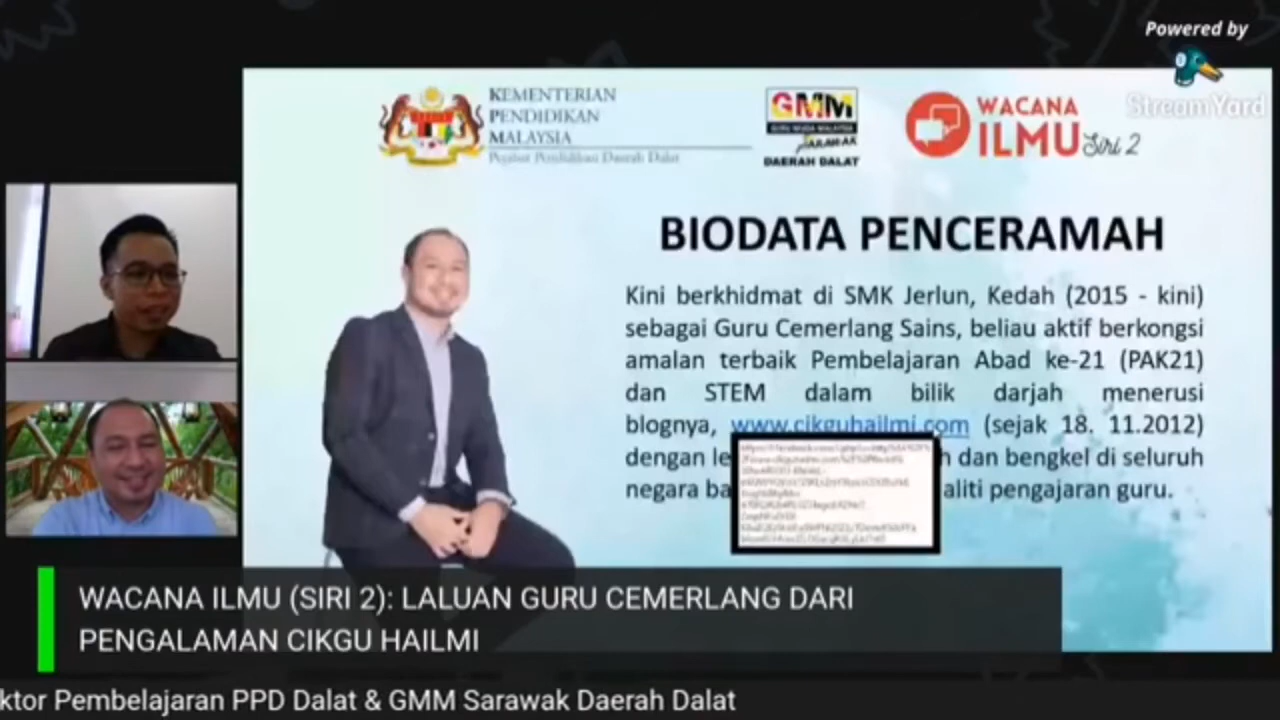 Powered by
StreamYard
KEMENTERIAN
PENDIDIKAN
MALAYSIA
Pejabat Pendidikan Daerah Dalat
GMM
GURU MUDA MALAYSIA
SARAWAK
DAERAH DALAT
WACANA
ILMU Siri 2
BIODATA PENCERAMAH
Kini berkhidmat di SMK Jerlun, Kedah (2015 - kini)
sebagai Guru Cemerlang Sains, beliau aktif berkongsi
amalan terbaik Pembelajaran Abad ke-21 (PAK21)
dan STEM dalam bilik darjah menerusi
blognya, www.cikguhailmi.com (sejak 18. 11.2012)
dengan le h dan bengkel di seluruh
negara ba aliti pengajaran guru.
WACANA ILMU (SIRI 2): LALUAN GURU CEMERLANG DARI
PENGALAMAN CIKGU HAILMI
ktor Pembelajaran PPD Dalat & GMM Sarawak Daerah Dalat